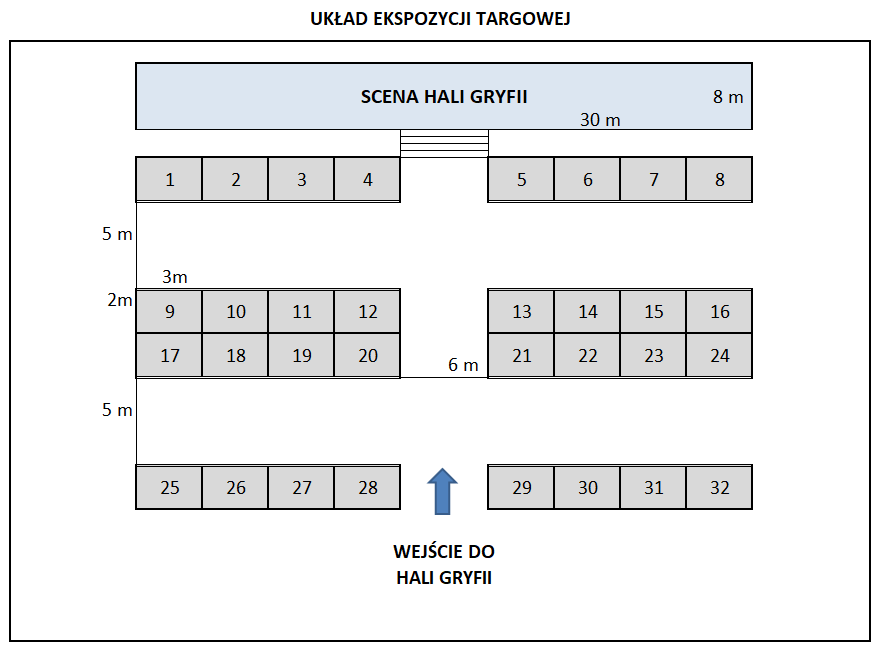 UKŁAD EKSPOZYCJI TARGOWEJ
SCENA HALI GRYFII
8 m
30 m
1 2 3 4 5 6 7 8
5 m
3m
2m
9 10 11 12 13 14 15 16
17 18 19 20 21 22 23 24
6 m
5 m
25 26 27 28 29 30 31 32
WEJŚCIE DO
HALI GRYFII